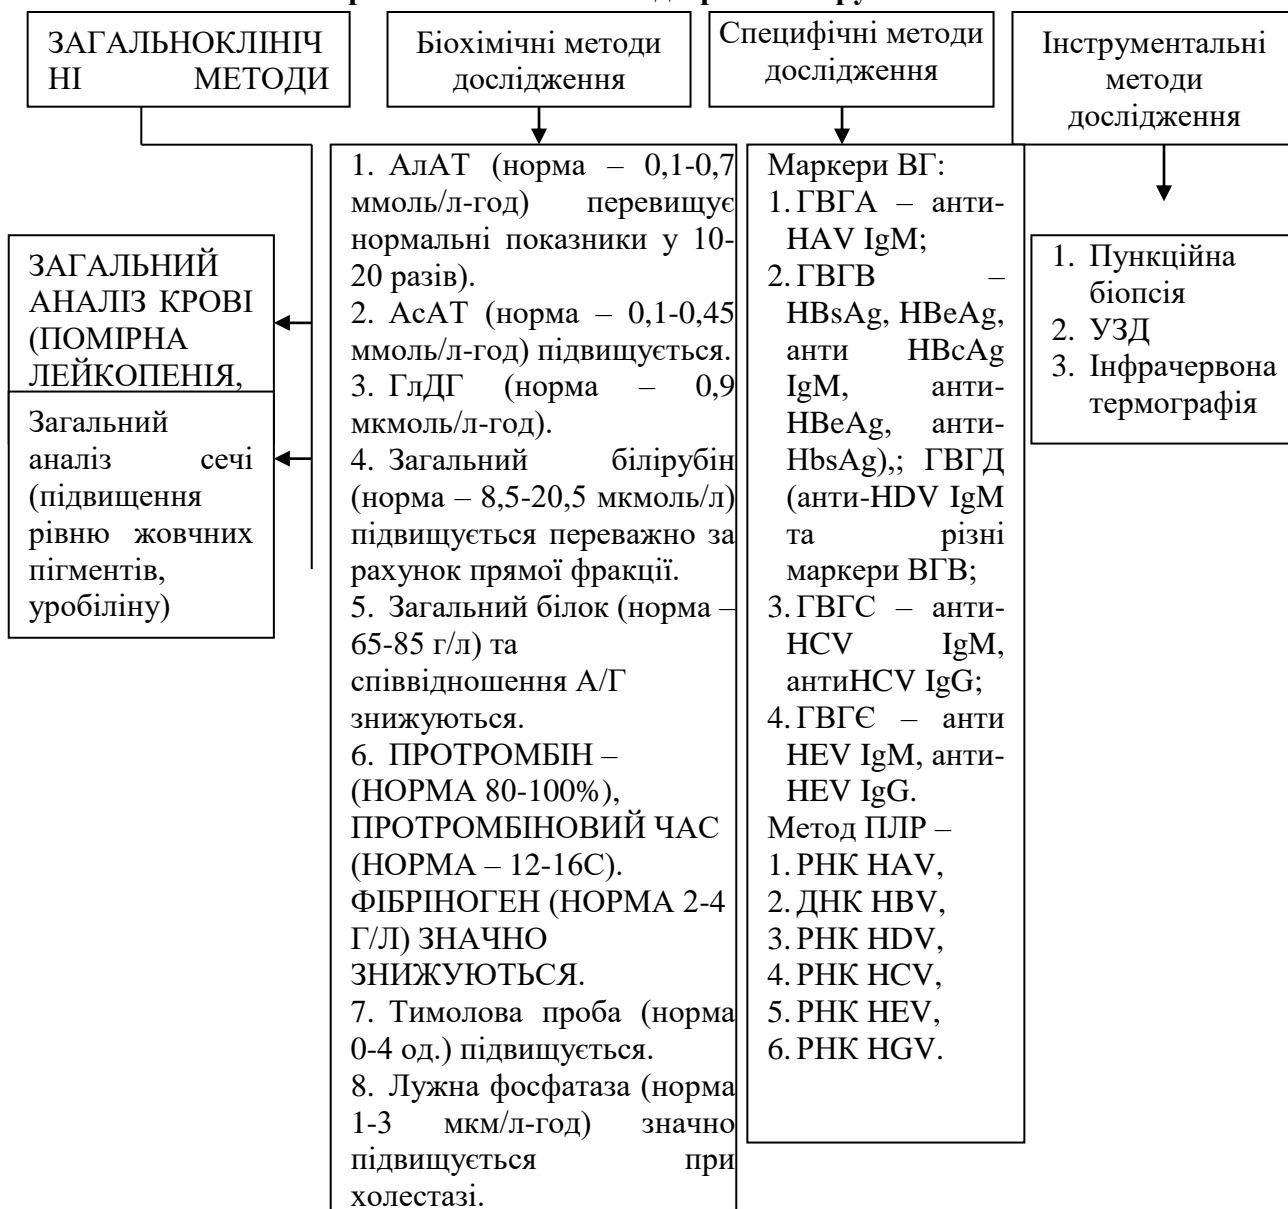 ЗАГАЛЬНОКЛІНІЧ
НІ МЕТОДИ
Біохімічні методи
дослідження
Специфічні методи
дослідження
Інструментальні
методи
дослідження
ЗАГАЛЬНИЙ
АНАЛІЗ КРОВІ
(ПОМІРНА
ЛЕЙКОПЕНІЯ,
Загальний
аналіз сечі
(підвищення
рівню жовчних
пігментів,
уробіліну)
1. АлАТ (норма – 0,1-0,7
ммоль/л-год) перевищує
нормальні показники у 10-
20 разів).
2. АсАТ (норма – 0,1-0,45
ммоль/л-год) підвищується.
3. ГлДГ (норма – 0,9
мкмоль/л-год).
4. Загальний білірубін
(норма – 8,5-20,5 мкмоль/л)
підвищується переважно за
рахунок прямої фракції.
5. Загальний білок (норма –
65-85 г/л) та
співвідношення А/Г
знижуються.
6. ПРОТРОМБІН –
(НОРМА 80-100%),
ПРОТРОМБІНОВИЙ ЧАС
(НОРМА – 12-16С).
ФІБРІНОГЕН (НОРМА 2-4
Г/Л) ЗНАЧНО
ЗНИЖУЮТЬСЯ.
7. Тимолова проба (норма
0-4 од.) підвищується.
8. Лужна фосфатаза (норма
1-3 мкм/л-год) значно
підвищується при
холестазі.
Маркери ВГ:
1. ГВГА – анти-
HAV IgM;
2. ГВГВ –
HBsAg, HBeAg,
анти HBcAg
IgM, анти-
HBeAg, анти-
HbsAg),; ГВГД
(анти-HDV IgM
та різні
маркери ВГВ;
3. ГВГС – анти-
HCV IgM,
антиHCV IgG;
4. ГВГЄ – анти
HEV IgM, анти-
HEV IgG.
Метод ПЛР –
1. РНК HAV,
2. ДНК HBV,
3. РНК HDV,
4. РНК HCV,
5. РНК HEV,
6. РНК HGV.
1. Пункційна
біопсія
2. УЗД
3. Інфрачервона
термографія